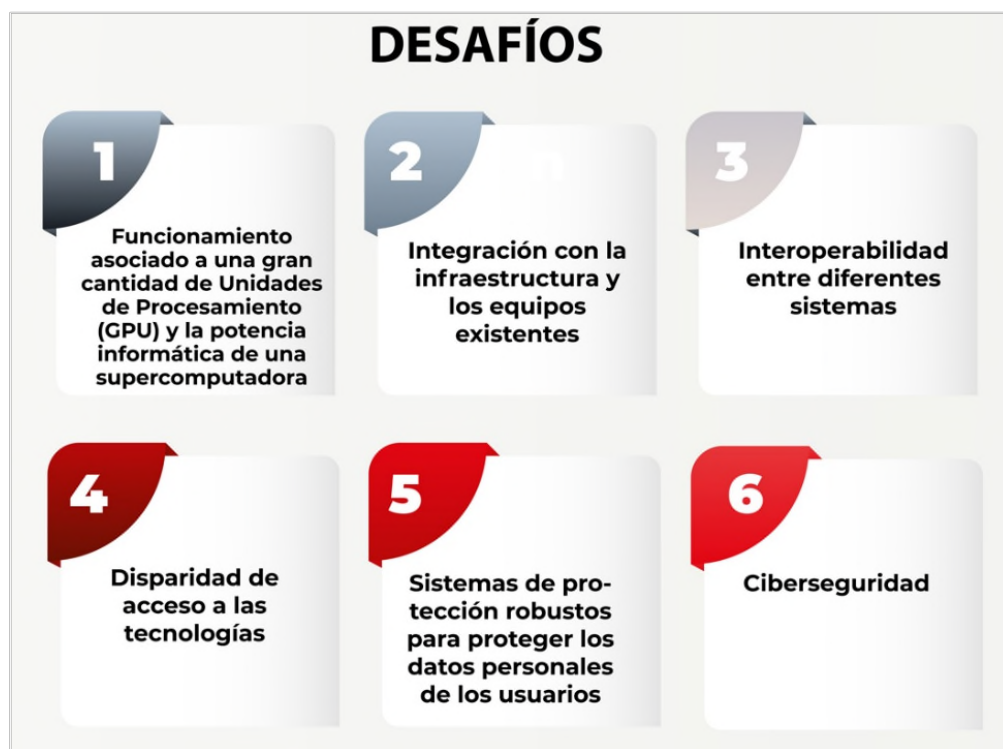 DESAFÍOS
1
Funcionamiento
asociado a una gran
cantidad de Unidades
de Procesamiento
(GPU) y la potencia
informática de una
supercomputadora
2
n
Integración con la
infraestructura y
los equipos
existentes
3
Interoperabilidad
entre diferentes
sistemas
4
Disparidad de
acceso a las
tecnologías
5
Sistemas de pro-
tección robustos
para proteger los
datos personales
de los usuarios
6
Ciberseguridad